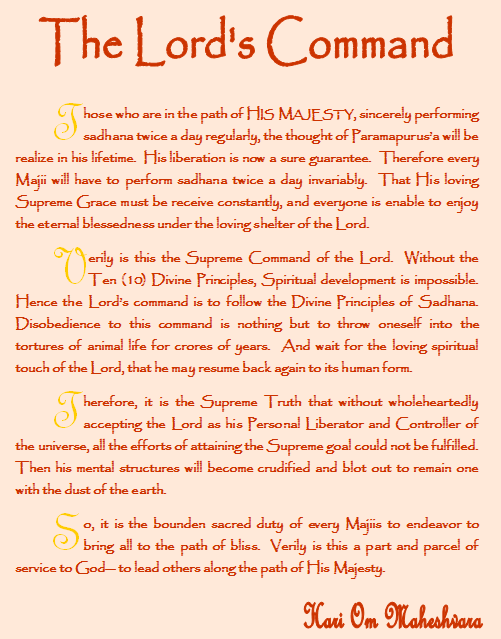 The Lord's Command
Those who are in the path of HIS MAJESTY, sincerely performing
sadhana twice a day regularly, the thought of Paramapurus'a will be
realize in his lifetime. His liberation is now a sure guarantee. Therefore every
Majii will have to perform sadhana twice a day invariably. That His loving
Supreme Grace must be receive constantly, and everyone is enable to enjoy
the eternal blessedness under the loving shelter of the Lord.
Verily is this the Supreme Command of the Lord. Without the
Ten (10) Divine Principles, Spiritual development is impossible.
Hence the Lord's command is to follow the Divine Principles of Sadhana.
Disobedience to this command is nothing but to throw oneself into the
tortures of animal life for crores of years. And wait for the loving spiritual
touch of the Lord, that he may resume back again to its human form.
Therefore, it is the Supreme Truth that without wholeheartedly
accepting the Lord as his Personal Liberator and Controller of
the universe, all the efforts of attaining the Supreme goal could not be fulfilled.
Then his mental structures will become crudified and blot out to remain one
with the dust of the earth.
So, it is the bounden sacred duty of every Majiis to endeavor to
bring all to the path of bliss. Verily is this a part and parcel of
service to God—to lead others along the path of His Majesty.
Hari Om Maheshvara